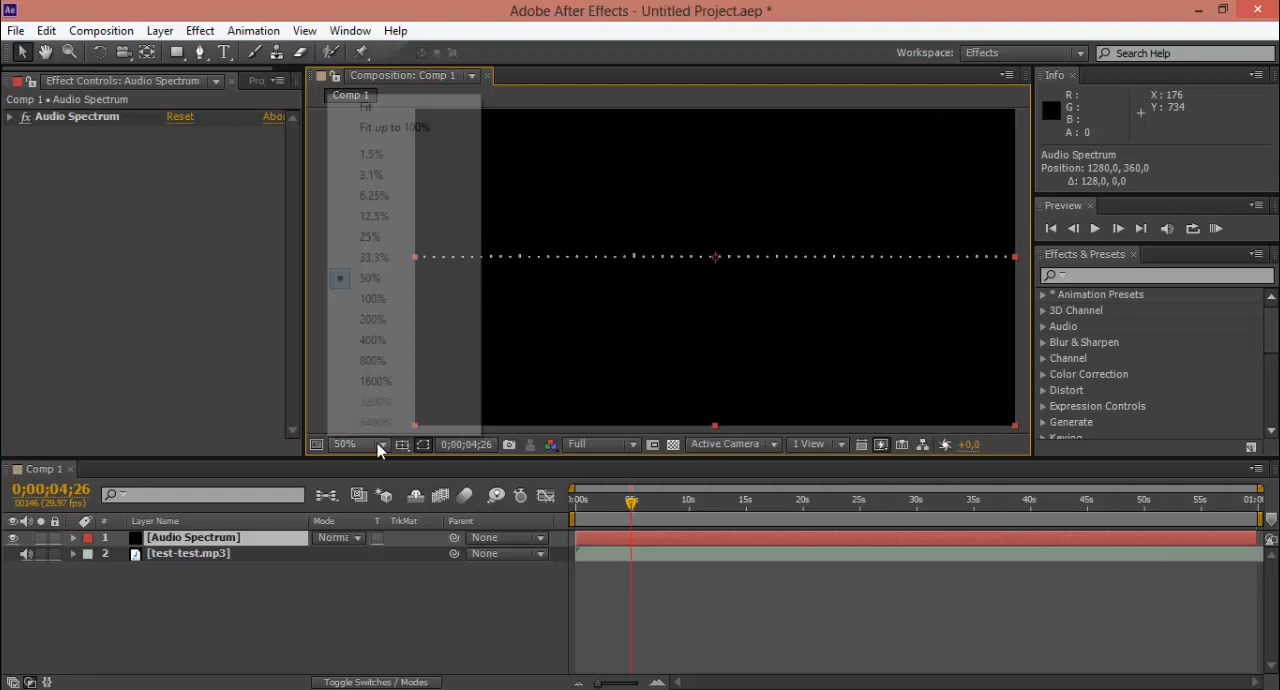 Ae
Adobe After Effects - Untitled Project.aep *
File Edit Composition Layer Effect Animation View Window Help
Workspace: Effects Search Help
Effect Controls: Audio Spectrum Pro
Comp 1 • Audio Spectrum
fx Audio Spectrum Reset Abo
Composition: Comp 1
Comp 1
Fit
Fit up to 100%
1.5%
3.1%
6.25%
12.5%
25%
33,3%
50%
100%
200%
400%
800%
1600%
3200%
6400%
50% 0;00;04;26 Full Active Camera 1 View +0,0
Info
R :
G :
B :
A : 0
X : 176
Y : 734
Audio Spectrum
Position: 1280,0, 360,0
Δ: 128,0, 0,0
Preview
Effects & Presets
* Animation Presets
3D Channel
Audio
Blur & Sharpen
Channel
Color Correction
Distort
Expression Controls
Generate
Keying
Comp 1
0;00;04;26
00146 (29.97 fps)
:00s 05s 10s 15s 20s 25s 30s 35s 40s 45s 50s 55s 01:0
# Layer Name Mode T TrkMat Parent
1 [Audio Spectrum] Norma None
2 [test-test.mp3] None
Toggle Switches / Modes